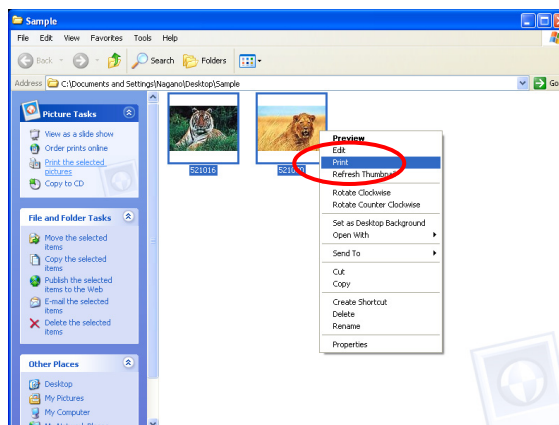 Sample
File Edit View Favorites Tools Help
Back Search Folders
Address C:\Documents and Settings\Nagano\Desktop\Sample Go
Picture Tasks
View as a slide show
Order prints online
Print the selected
pictures
Copy to CD
File and Folder Tasks
Move the selected
items
Copy the selected
items
Publish the selected
items to the Web
E-mail the selected
items
Delete the selected
items
Other Places
Desktop
My Pictures
My Computer
521016
Preview
Edit
Print
Refresh Thumbnail
Rotate Clockwise
Rotate Counter Clockwise
Set as Desktop Background
Open With
Send To
Cut
Copy
Create Shortcut
Delete
Rename
Properties